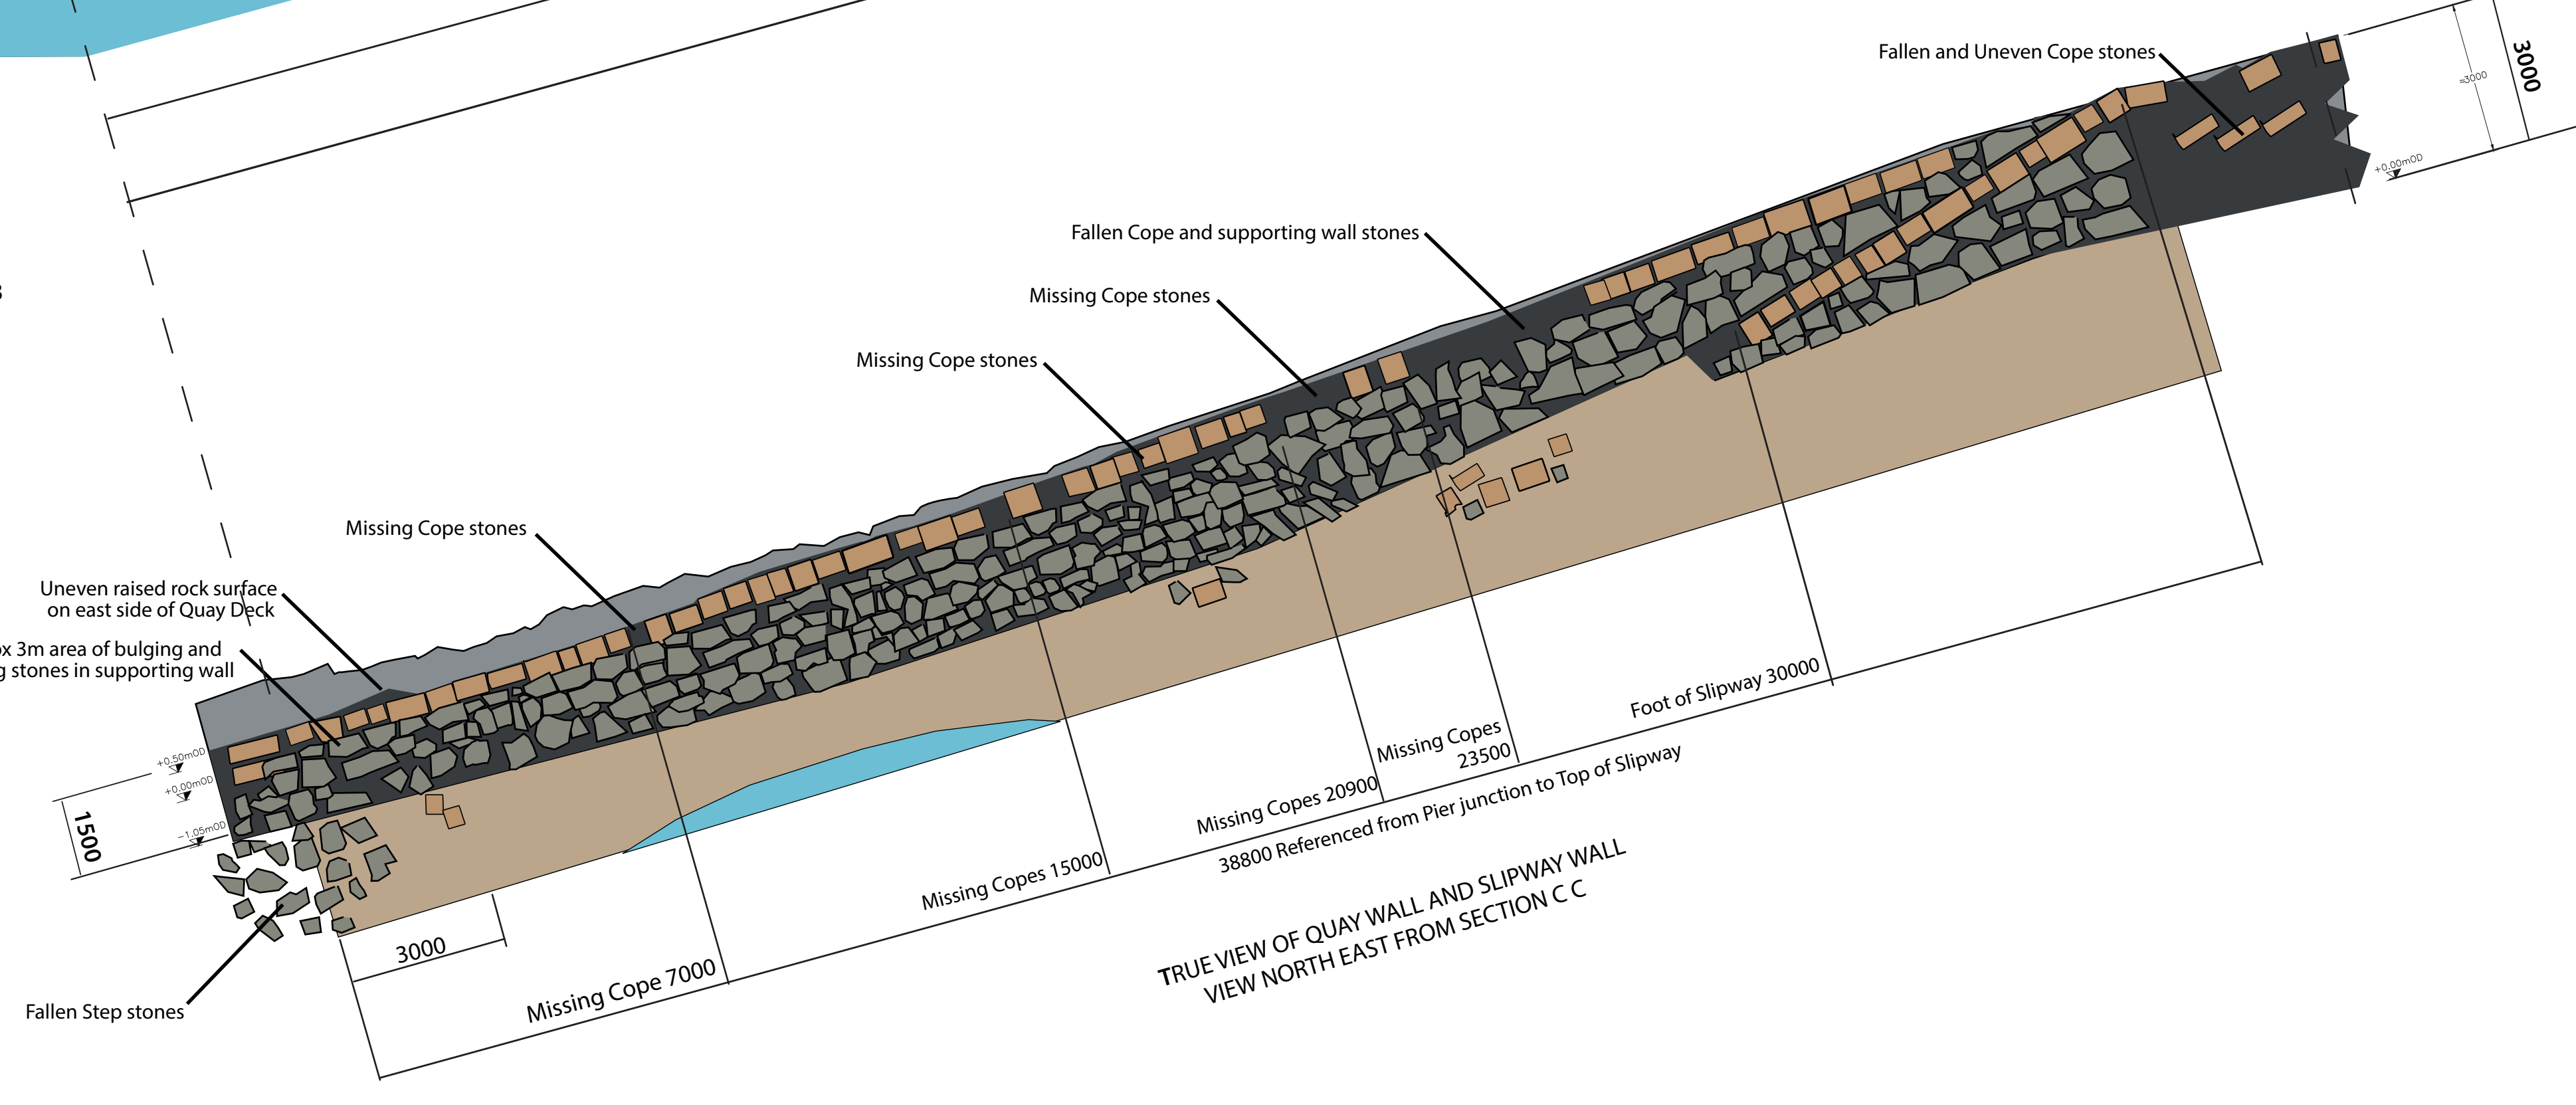 Fallen and Uneven Cope stones
3000
=3000
+0.00mOD
Fallen Cope and supporting wall stones
Missing Cope stones
Missing Cope stones
Missing Cope stones
Uneven raised rock surface
on east side of Quay Deck
3m area of bulging and
stones in supporting wall
+0.50mOD
+0.00mOD
-1.05mOD
1500
Fallen Step stones
3000
Missing Cope 7000
Missing Copes 15000
Missing Copes 20900
Missing Copes
23500
Foot of Slipway 30000
38800 Referenced from Pier junction to Top of Slipway
TRUE VIEW OF QUAY WALL AND SLIPWAY WALL
VIEW NORTH EAST FROM SECTION C C